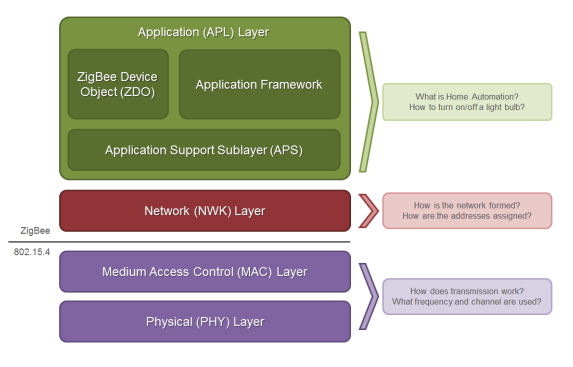 Application (APL) Layer
ZigBee Device
Object (ZDO)
Application Framework
Application Support Sublayer (APS)
What is Home Automation?
How to turn on/off a light bulb?
Network (NWK) Layer
How is the network formed?
How are the addresses assigned?
ZigBee
802.15.4
Medium Access Control (MAC) Layer
Physical (PHY) Layer
How does transmission work?
What frequency and channel are used?